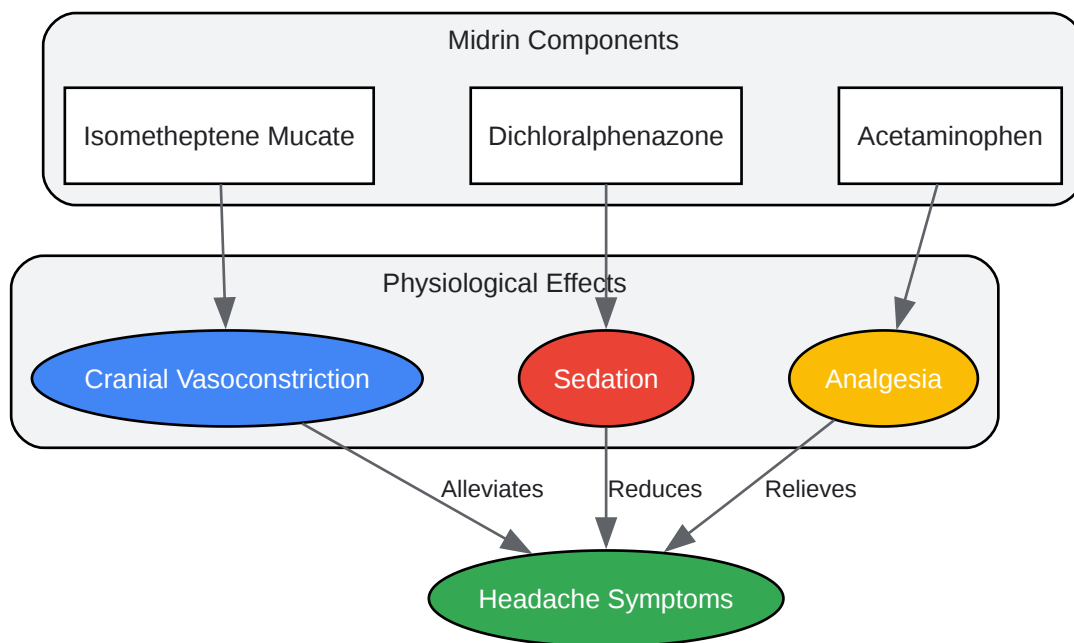 Midrin Components
Isometheptene Mucate
Dichloralphenazone
Acetaminophen
Physiological Effects
Cranial Vasoconstriction
Sedation
Analgesia
Alleviates
Reduces
Relieves
Headache Symptoms